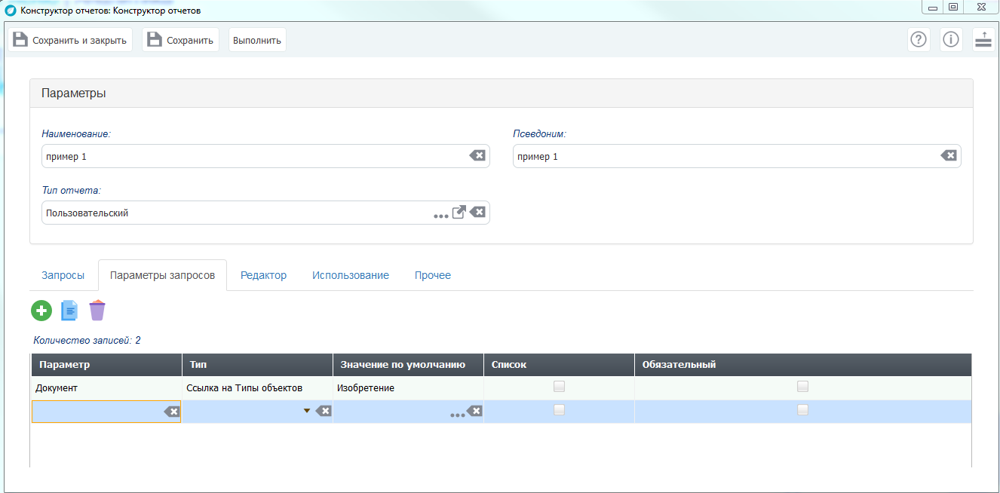 Конструктор отчетов: Конструктор отчетов
Сохранить и закрыть Сохранить Выполнить
Параметры
Наименование: Псевдоним:
пример 1 пример 1
Тип отчета:
Пользовательский
Запросы Параметры запросов Редактор Использование Прочее
Количество записей: 2
Параметр Тип Значение по умолчанию Список Обязательный
Документ Ссылка на Типы объектов Изобретение